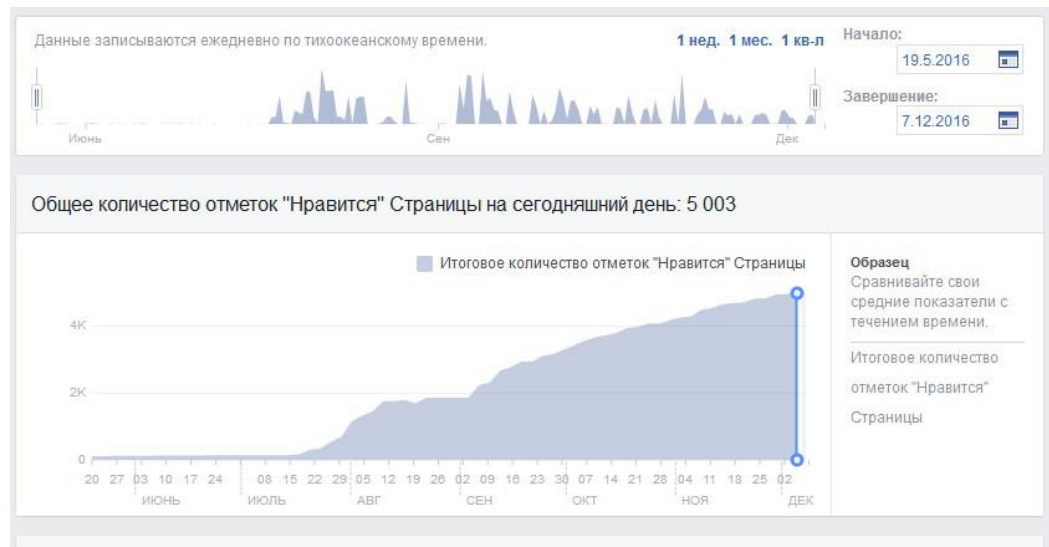 Данные записываются ежедневно по тихоокеанскому времени.
1 нед. 1 мес. 1 кв-л
Начало:
19.5.2016
Завершение:
7.12.2016
Июнь Сен Дек
Общее количество отметок "Нравится" Страницы на сегодняшний день: 5 003
Итоговое количество отметок "Нравится" Страницы
4K
2K
0
20 27 03 10 17 24 08 15 22 29 05 12 19 26 02 09 16 23 30 07 14 21 28 04 11 18 25 02
ИЮНЬ ИЮЛЬ АВГ СЕН ОКТ НОЯ ДЕК
Образец
Сравнивайте свои
средние показатели с
течением времени.
Итоговое количество
отметок "Нравится"
Страницы